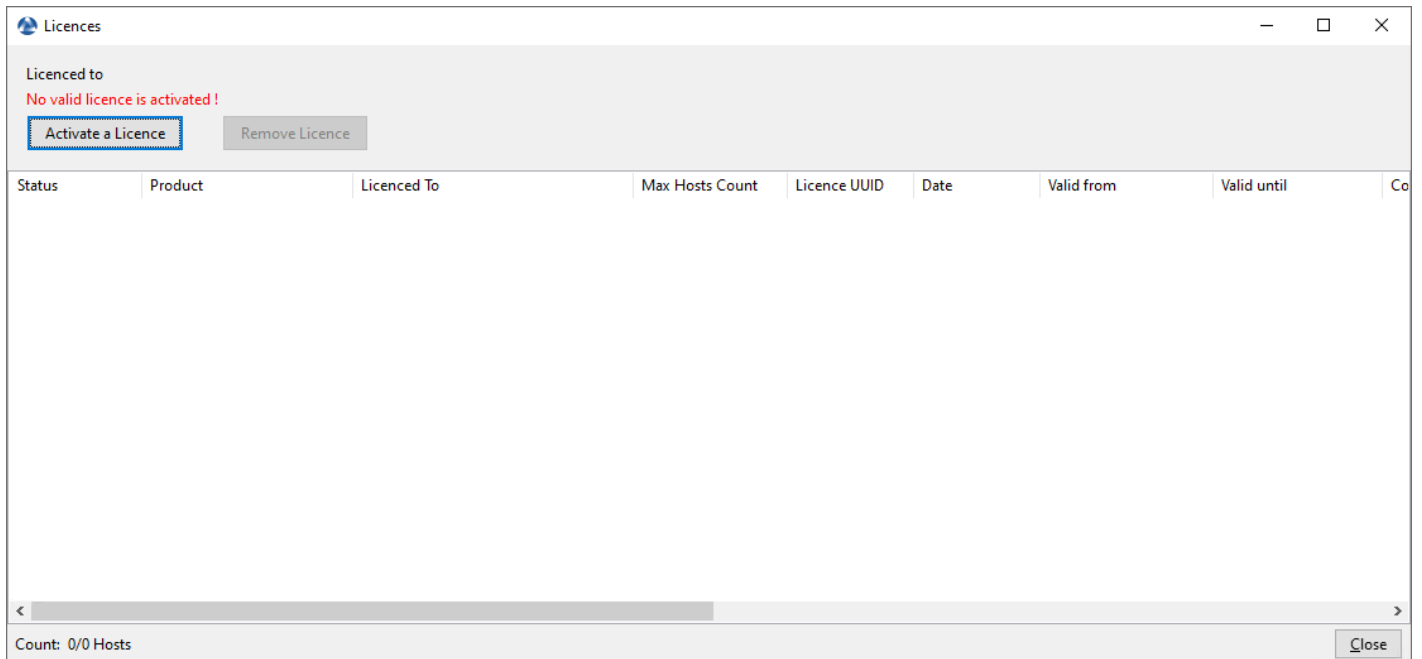 Licences
Licenced to
No valid licence is activated !
Activate a Licence Remove Licence
Status Product Licenced To Max Hosts Count Licence UUID Date Valid from Valid until Co
Count: 0/0 Hosts Close